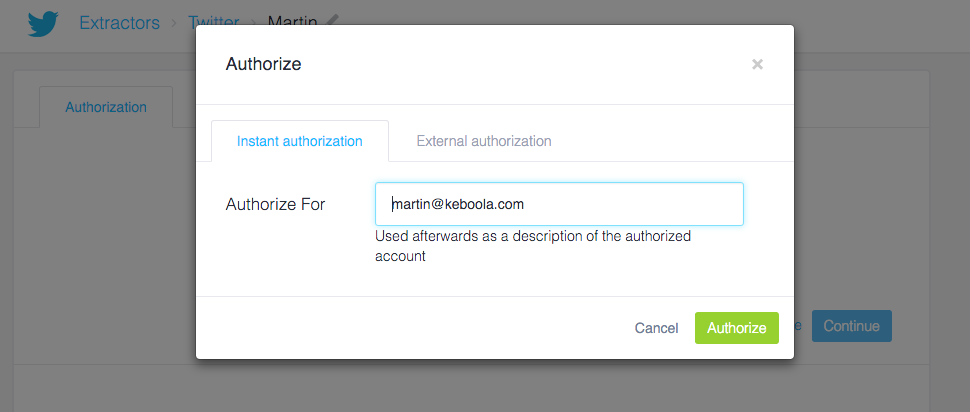 Extractors > Twitter > Martin
Authorize ×
Authorization
Instant authorization External authorization
Authorize For martin@keboola.com
Used afterwards as a description of the authorized
account
Cancel Authorize
e Continue